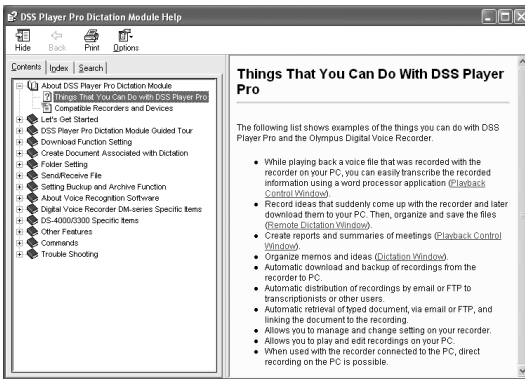 DSS Player Pro Dictation Module Help
Hide Back Print Options
Contents Index Search
About DSS Player Pro Dictation Module
Things That You Can Do with DSS Player Pro
Compatible Recorders and Devices
Let's Get Started
DSS Player Pro Dictation Module Guided Tour
Download Function Setting
Create Document Associated with Dictation
Folder Setting
Send/Receive File
Setting Buckup and Archive Function
About Voice Recognition Software
Digital Voice Recorder DM-series Specific Items
DS-4000/3300 Specific Items
Other Features
Commands
Trouble Shooting
Things That You Can Do With DSS Player
Pro
The following list shows examples of the things you can do with DSS
Player Pro and the Olympus Digital Voice Recorder.
While playing back a voice file that was recorded with the
recorder on your PC, you can easily transcribe the recorded
information using a word processor application (Playback
Control Window).
Record ideas that suddenly come up with the recorder and later
download them to your PC. Then, organize and save the files
(Remote Dictation Window).
Create reports and summaries of meetings (Playback Control
Window).
Organize memos and ideas (Dictation Window).
Automatic download and backup of recordings from the
recorder to PC.
Automatic distribution of recordings by email or FTP to
transcriptionists or other users.
Automatic retrieval of typed document, via email or FTP, and
linking the document to the recording.
Allows you to manage and change setting on your recorder.
Allows you to play and edit recordings on your PC.
When used with the recorder connected to the PC, direct
recording on the PC is possible.